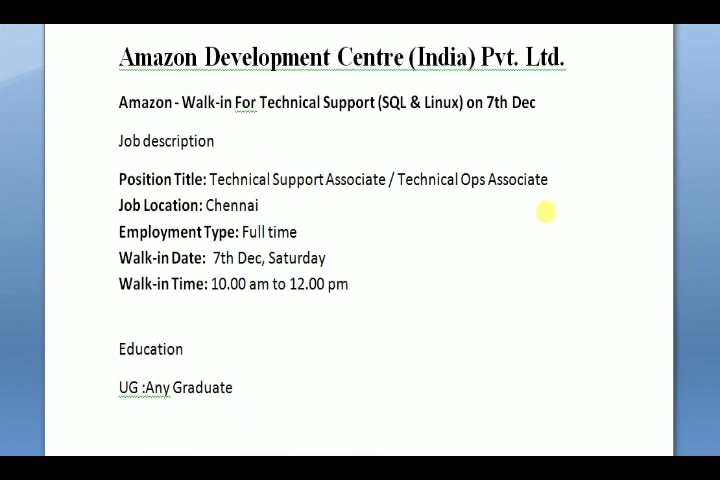 Amazon Development Centre (India) Pvt. Ltd.
Amazon - Walk-in For Technical Support (SQL & Linux) on 7th Dec
Job description
Position Title: Technical Support Associate / Technical Ops Associate
Job Location: Chennai
Employment Type: Full time
Walk-in Date: 7th Dec, Saturday
Walk-in Time: 10.00 am to 12.00 pm
Education
UG :Any Graduate